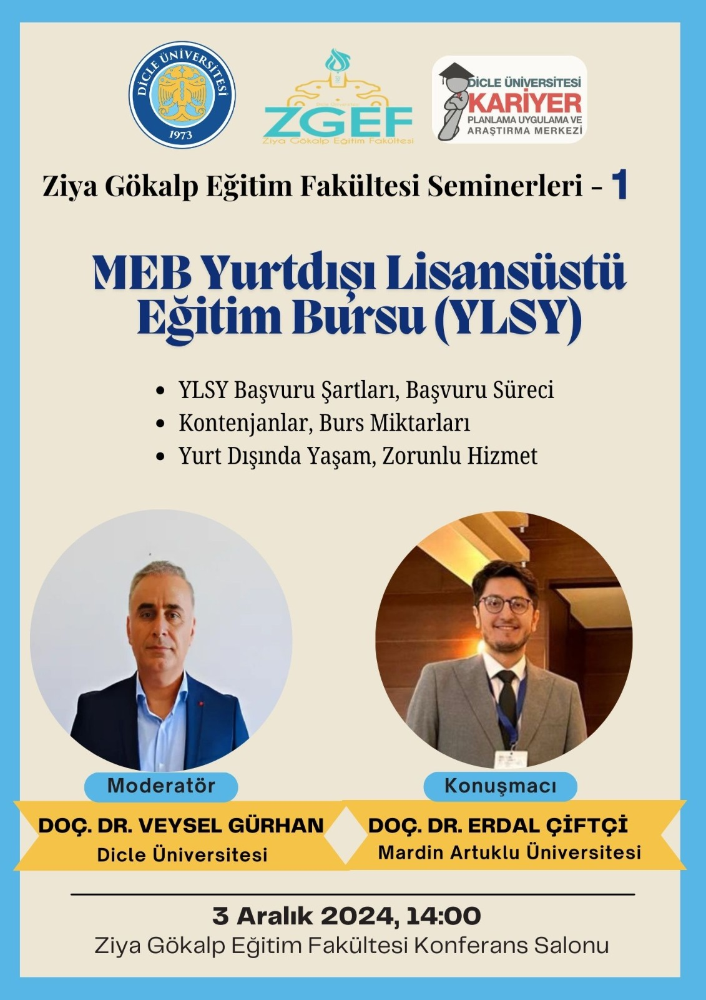 DİCLE ÜNİVERSİTESİ
1973
Dicle Üniversitesi
ZGEF
Ziya Gökalp Eğitim Fakültesi
DİCLE ÜNİVERSİTESİ
KARİYER
PLANLAMA UYGULAMA VE
ARAŞTIRMA MERKEZİ
Ziya Gökalp Eğitim Fakültesi Seminerleri - 1
MEB Yurtdışı Lisansüstü
Eğitim Bursu (YLSY)
• YLSY Başvuru Şartları, Başvuru Süreci
• Kontenjanlar, Burs Miktarları
• Yurt Dışında Yaşam, Zorunlu Hizmet
Moderatör
DOÇ. DR. VEYSEL GÜRHAN
Dicle Üniversitesi
Konuşmacı
DOÇ. DR. ERDAL ÇİFTÇİ
Mardin Artuklu Üniversitesi
3 Aralık 2024, 14:00
Ziya Gökalp Eğitim Fakültesi Konferans Salonu